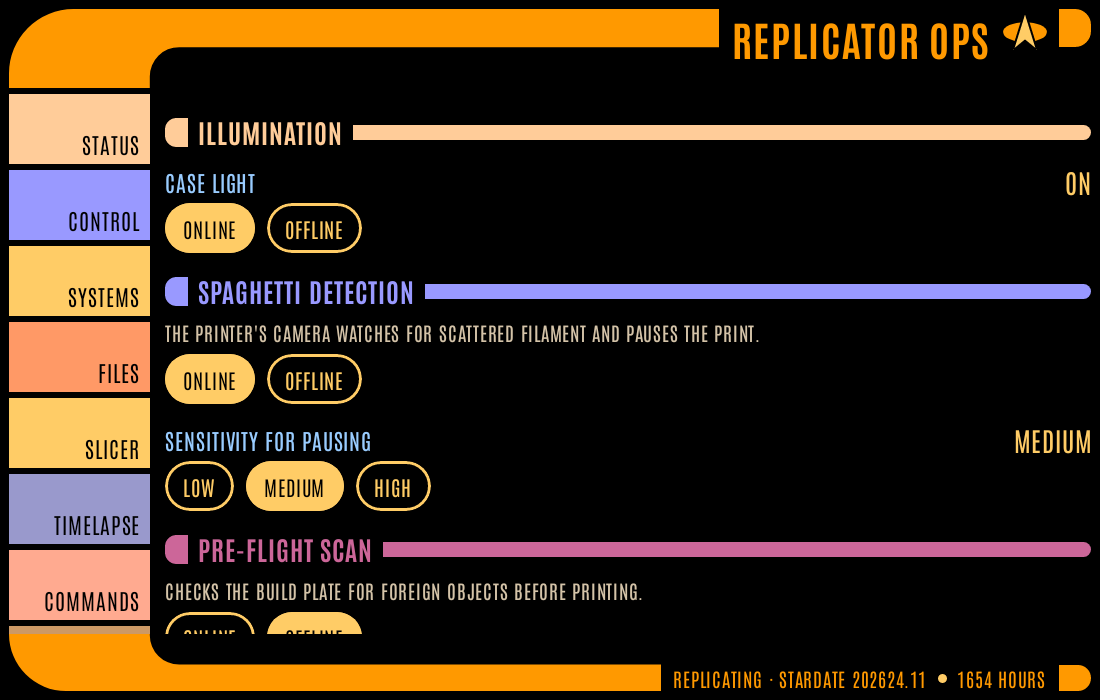 REPLICATOR OPS
STATUS
CONTROL
SYSTEMS
FILES
SLICER
TIMELAPSE
COMMANDS
ILLUMINATION
CASE LIGHT ON
ONLINE OFFLINE
SPAGHETTI DETECTION
THE PRINTER'S CAMERA WATCHES FOR SCATTERED FILAMENT AND PAUSES THE PRINT.
ONLINE OFFLINE
SENSITIVITY FOR PAUSING MEDIUM
LOW MEDIUM HIGH
PRE-FLIGHT SCAN
CHECKS THE BUILD PLATE FOR FOREIGN OBJECTS BEFORE PRINTING.
ONLINE OFFLINE
REPLICATING · STARDATE 202624.11 • 1654 HOURS